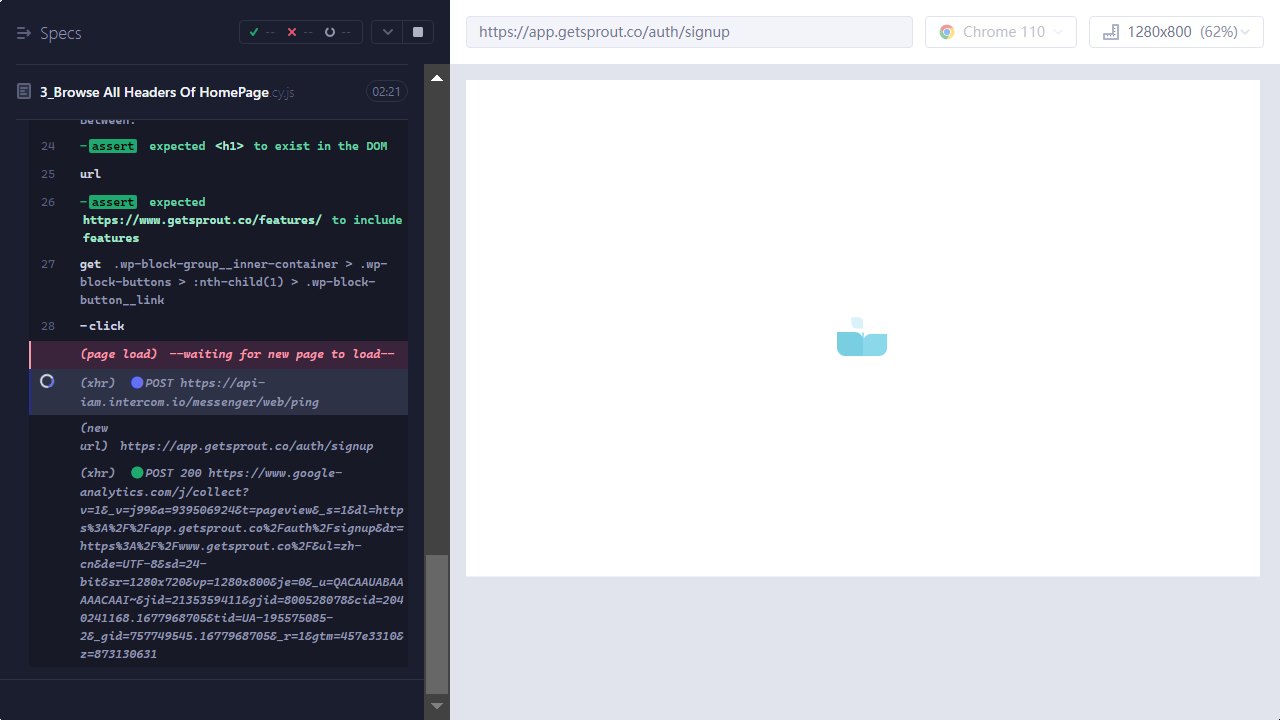 Specs
--
--
--
https://app.getsprout.co/auth/signup
Chrome 110
1280x800 (62%)
3_Browse All Headers Of HomePage.cy.js
02:21
between.
24 -assert expected <h1> to exist in the DOM
25 url
26 -assert expected
https://www.getsprout.co/features/ to include
features
27 get .wp-block-group__inner-container > .wp-
block-buttons > :nth-child(1) > .wp-block-
button__link
28 -click
(page load) --waiting for new page to load--
(xhr) POST https://api-
iam.intercom.io/messenger/web/ping
(new
url) https://app.getsprout.co/auth/signup
(xhr) POST 200 https://www.google-
analytics.com/j/collect?
v=1&_v=j99&a=939506924&t=pageview&_s=1&dl=http
s%3A%2F%2Fapp.getsprout.co%2Fauth%2Fsignup&dr=
https%3A%2F%2Fwww.getsprout.co%2F&ul=zh-
cn&de=UTF-8&sd=24-
bit&sr=1280x720&vp=1280x800&je=0&_u=QACAAUABAA
AAACAAI~&jid=2135359411&gjid=800528078&cid=204
0241168.1677968705&tid=UA-195575085-
2&_gid=757749545.1677968705&_r=1&gtm=457e3310&
z=873130631